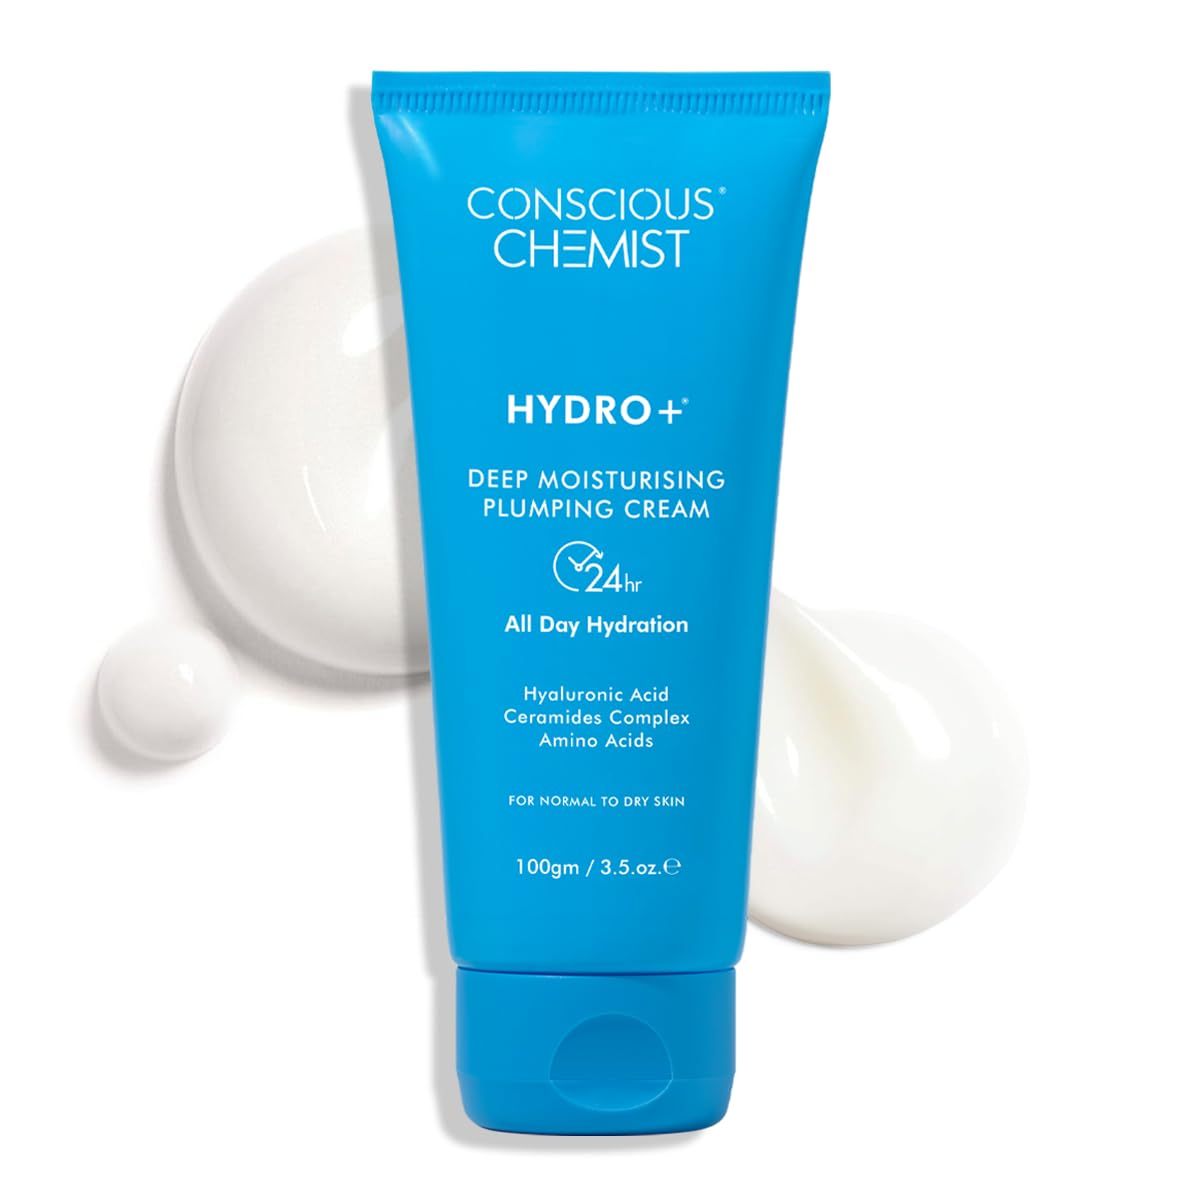 CONSCIOUS®
CHEMIST
HYDRO+®
DEEP MOISTURISING
PLUMPING CREAM
24hr
All Day Hydration
Hyaluronic Acid
Ceramides Complex
Amino Acids
FOR NORMAL TO DRY SKIN
100gm / 3.5.oz.℮